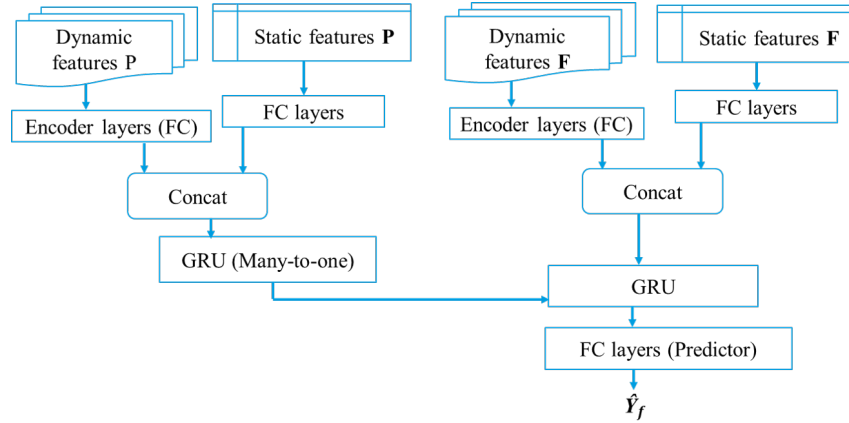 Dynamic
features P
Static features P
Encoder layers (FC)
FC layers
Concat
GRU (Many-to-one)
Dynamic
features F
Static features F
Encoder layers (FC)
FC layers
Concat
GRU
FC layers (Predictor)
Ŷ_f